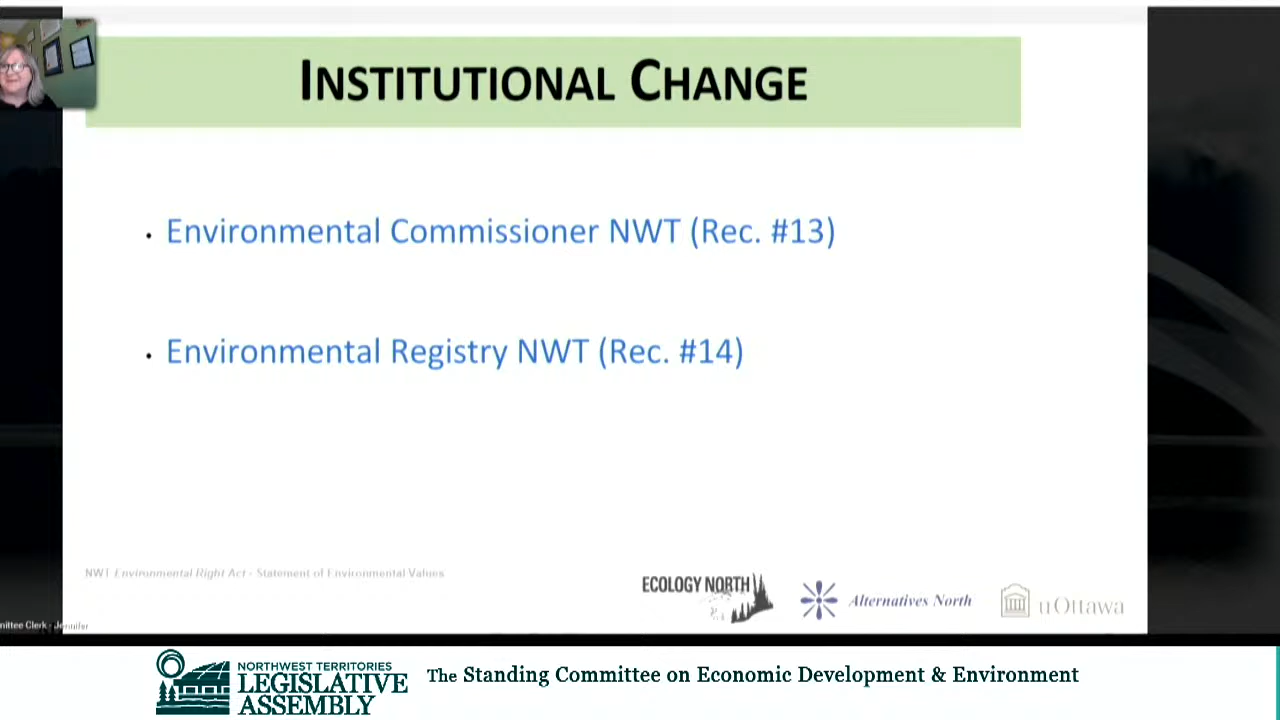 INSTITUTIONAL CHANGE
• Environmental Commissioner NWT (Rec. #13)
• Environmental Registry NWT (Rec. #14)
NWT Environmental Right Act - Statement of Environmental Values
ECOLOGY NORTH
Alternatives North
uOttawa
mittee Clerk - Jennifer
NORTHWEST TERRITORIES
LEGISLATIVE
ASSEMBLY
The Standing Committee on Economic Development & Environment